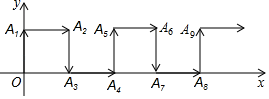 y
A₁ A₂ A₅ A₆ A₉
O A₃ A₄ A₇ A₈ x